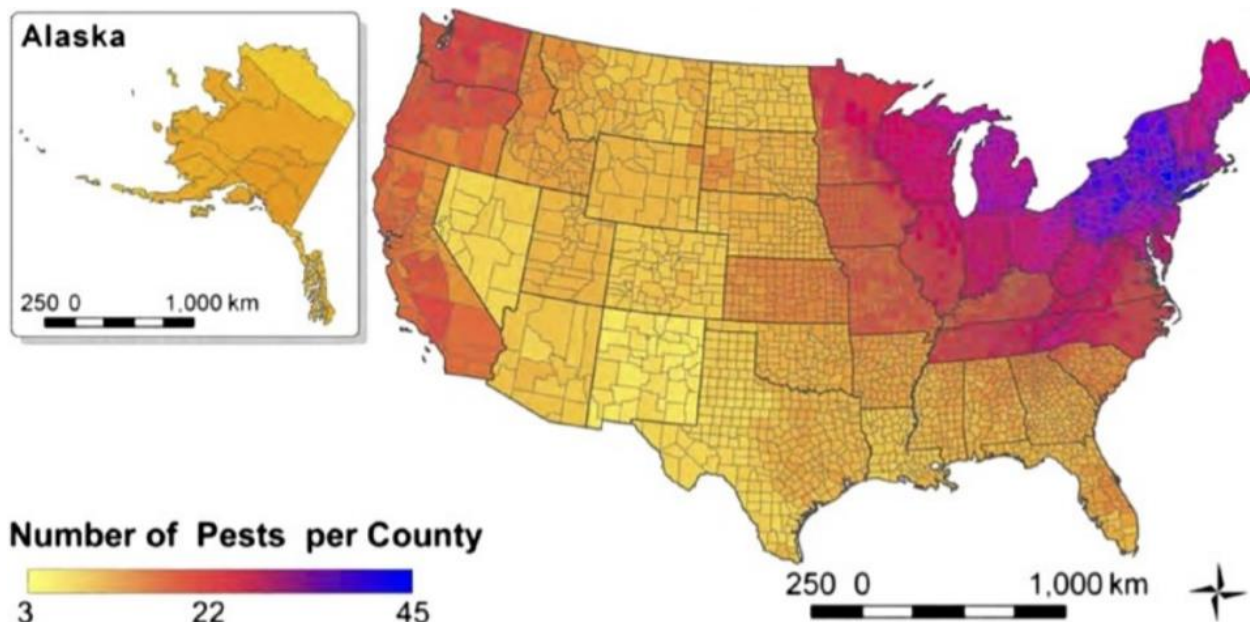 Alaska
250 0 1,000 km
Number of Pests per County
3 22 45
250 0 1,000 km